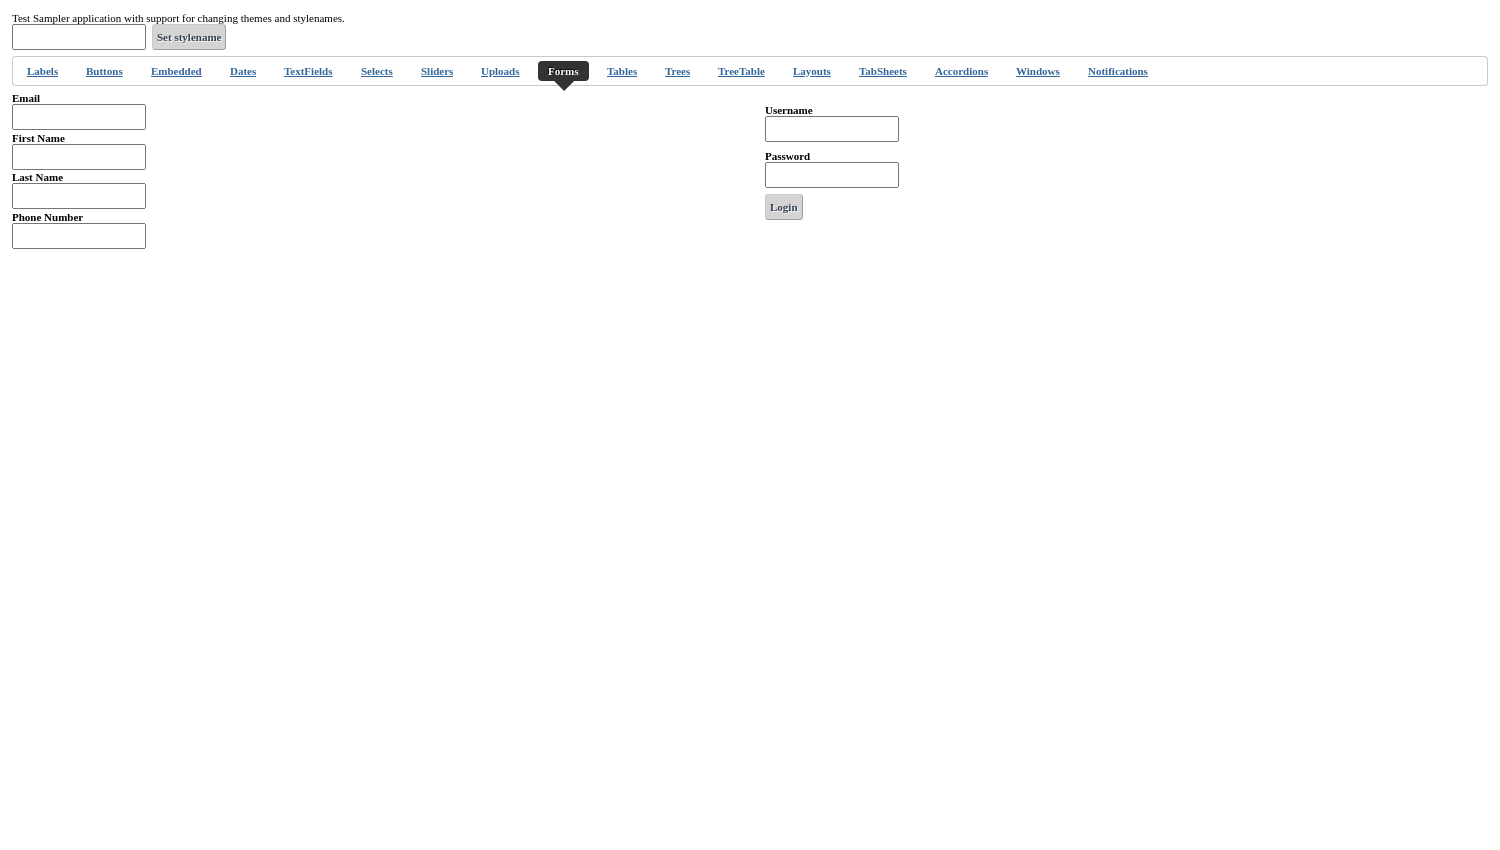 Test Sampler application with support for changing themes and stylenames.
Set stylename
Labels Buttons Embedded Dates TextFields Selects Sliders Uploads Forms Tables Trees TreeTable Layouts TabSheets Accordions Windows Notifications
Email
First Name
Last Name
Phone Number
Username
Password
Login